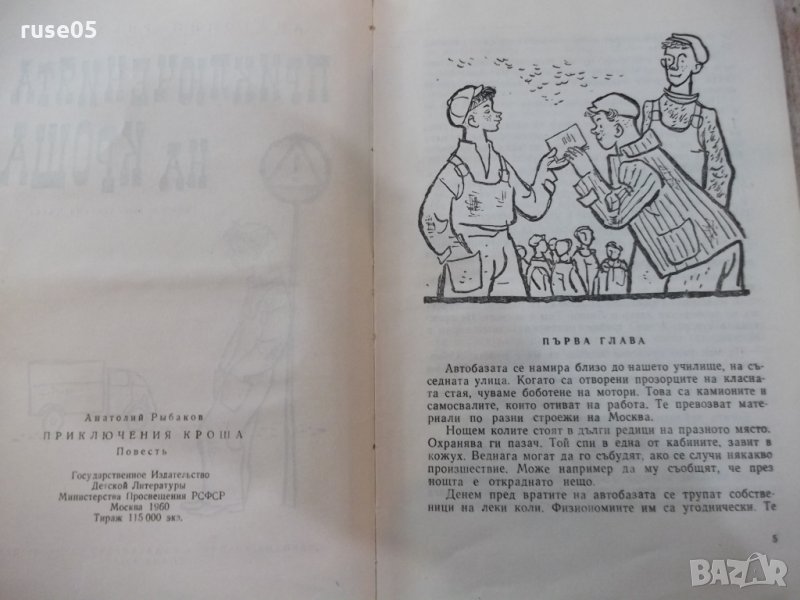 ruse05
ПРИКЛЮЧЕНИЯТА
НА КРОША
Анатолий Рыбаков
ПРИКЛЮЧЕНИЯ КРОША
Повесть
Государственное Издательство
Детской Литературы
Министерства Просвещения РСФСР
Москва 1960
Тираж 115 000 экз.
ПЪРВА ГЛАВА
Автобазата се намира близо до нашето училище, на съ-
седната улица. Когато са отворени прозорците на класна-
та стая, чуваме боботене на мотори. Това са камионите и
самосвалите, които отиват на работа. Те превозват мате-
риали по разни строежи на Москва.
Нощем колите стоят в дълги редици на празното място.
Охранява ги пазач. Той спи в една от кабините, завит в
кожух. Веднага могат да го събудят, ако се случи някакво
произшествие. Може например да му съобщят, че през
нощта е откраднато нещо.
Денем пред вратите на автобазата се трупат собстве-
ници на леки коли. Физиономиите им са угоднически. Те
5
BAZAR
bazar.bg